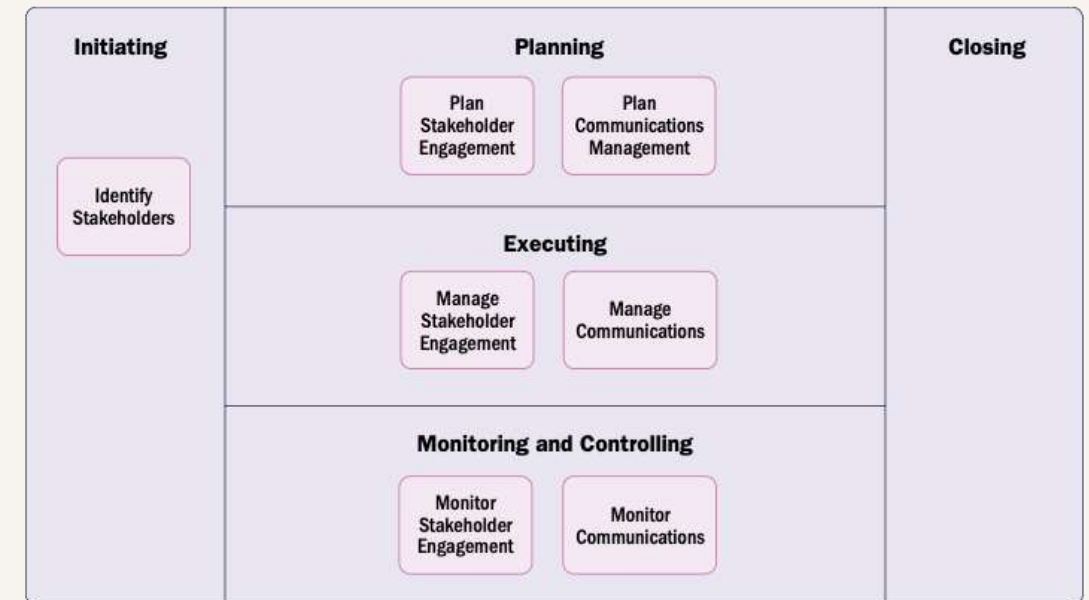 Initiating
Planning
Closing
Plan
Stakeholder
Engagement
Plan
Communications
Management
Identify
Stakeholders
Executing
Manage
Stakeholder
Engagement
Manage
Communications
Monitoring and Controlling
Monitor
Stakeholder
Engagement
Monitor
Communications